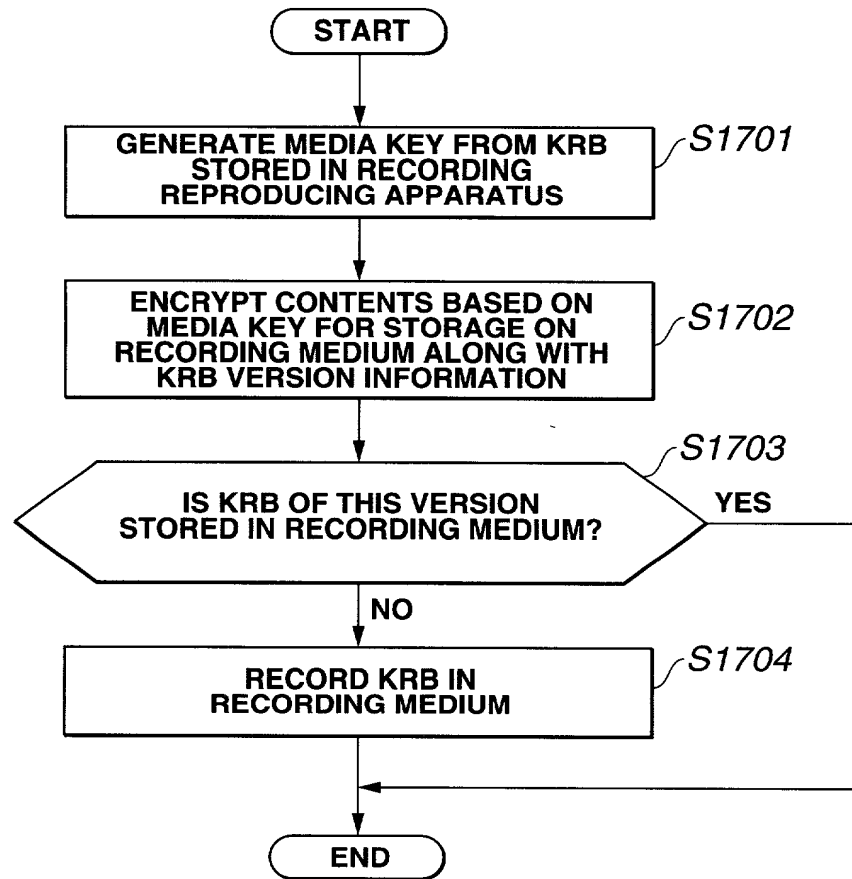 START
GENERATE MEDIA KEY FROM KRB
STORED IN RECORDING
REPRODUCING APPARATUS
S1701
ENCRYPT CONTENTS BASED ON
MEDIA KEY FOR STORAGE ON
RECORDING MEDIUM ALONG WITH
KRB VERSION INFORMATION
S1702
S1703
IS KRB OF THIS VERSION
STORED IN RECORDING MEDIUM?
YES
NO
RECORD KRB IN
RECORDING MEDIUM
S1704
END